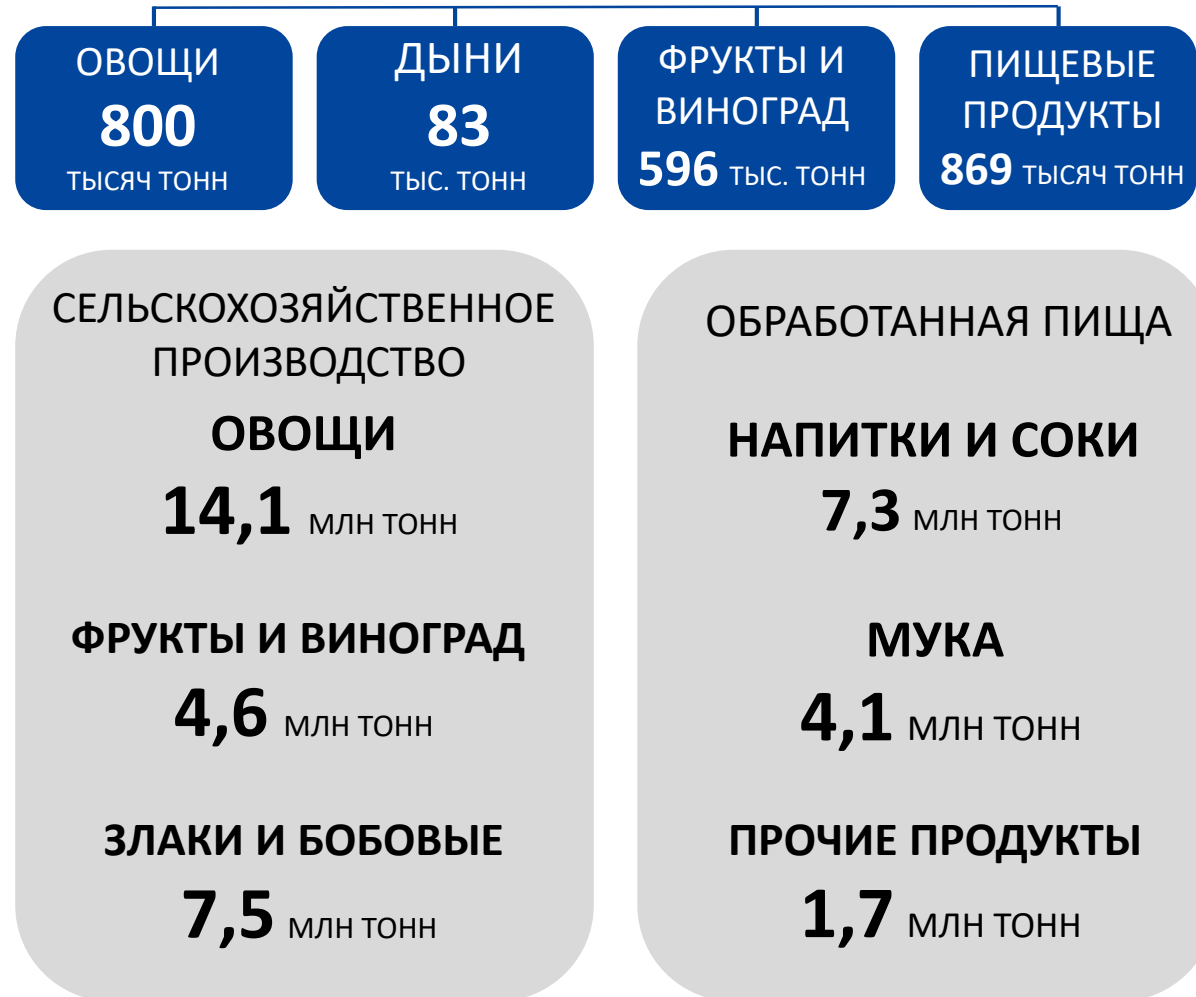 ОВОЩИ
800
ТЫСЯЧ ТОНН
ДЫНИ
83
ТЫС. ТОНН
ФРУКТЫ И
ВИНОГРАД
596 ТЫС. ТОНН
ПИЩЕВЫЕ
ПРОДУКТЫ
869 ТЫСЯЧ ТОНН
СЕЛЬСКОХОЗЯЙСТВЕННОЕ
ПРОИЗВОДСТВО
ОВОЩИ
14,1 МЛН ТОНН
ФРУКТЫ И ВИНОГРАД
4,6 МЛН ТОНН
ЗЛАКИ И БОБОВЫЕ
7,5 МЛН ТОНН
ОБРАБОТАННАЯ ПИЩА
НАПИТКИ И СОКИ
7,3 МЛН ТОНН
МУКА
4,1 МЛН ТОНН
ПРОЧИЕ ПРОДУКТЫ
1,7 МЛН ТОНН